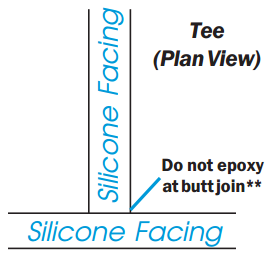 Tee
(Plan View)
Silicone Facing
Do not epoxy
at butt join**
Silicone Facing